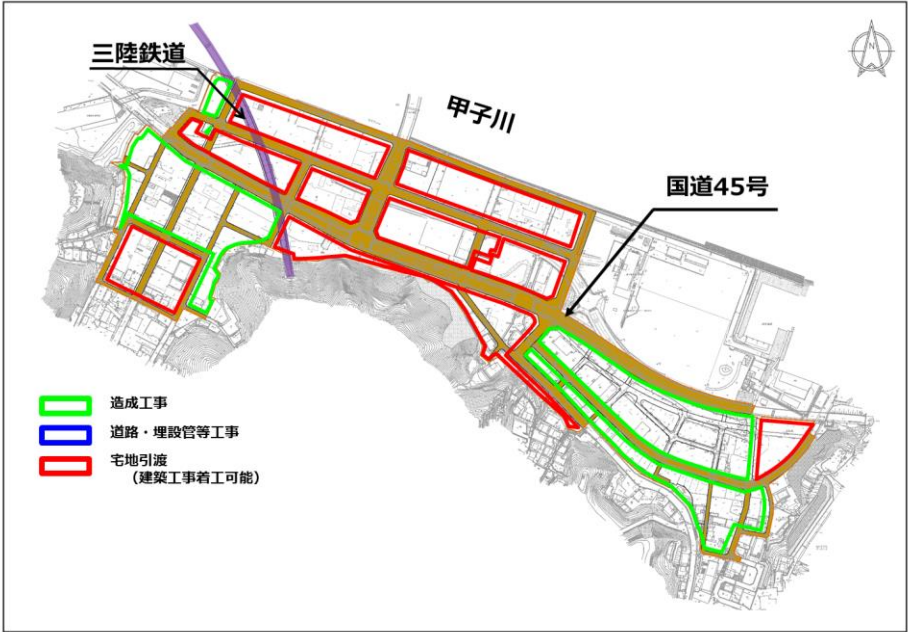 三陸鉄道
N
甲子川
国道45号
造成工事
道路・埋設管等工事
宅地引渡
（建築工事着工可能）